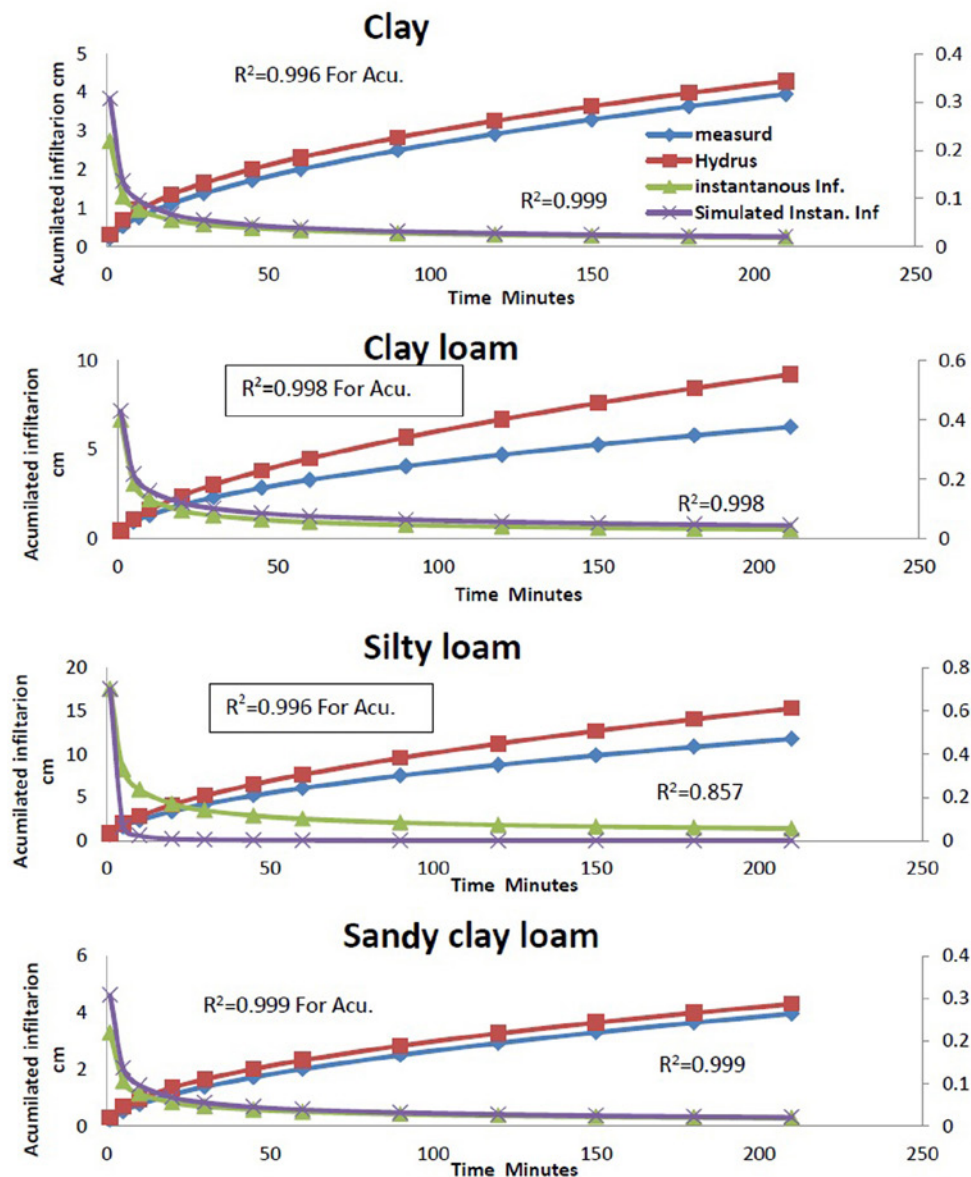 Clay
Acumilated infiltarion cm
5
4
3
2
1
0
R²=0.996 For Acu.
0.4
0.3
0.2
0.1
0
measurd
Hydrus
instantanous Inf.
Simulated Instan. Inf
R²=0.999
0 50 100 150 200 250
Time Minutes
Clay loam
Acumilated infiltarion
cm
10
5
0
R²=0.998 For Acu.
0.6
0.4
0.2
0
R²=0.998
0 50 100 150 200 250
Time Minutes
Silty loam
Acumilated infiltarion
cm
20
15
10
5
0
R²=0.996 For Acu.
0.8
0.6
0.4
0.2
0
R²=0.857
0 50 100 150 200 250
Time Minutes
Sandy clay loam
Acumilated infiltarion
cm
6
4
2
0
R²=0.999 For Acu.
0.4
0.3
0.2
0.1
0
R²=0.999
0 50 100 150 200 250
Time Minutes